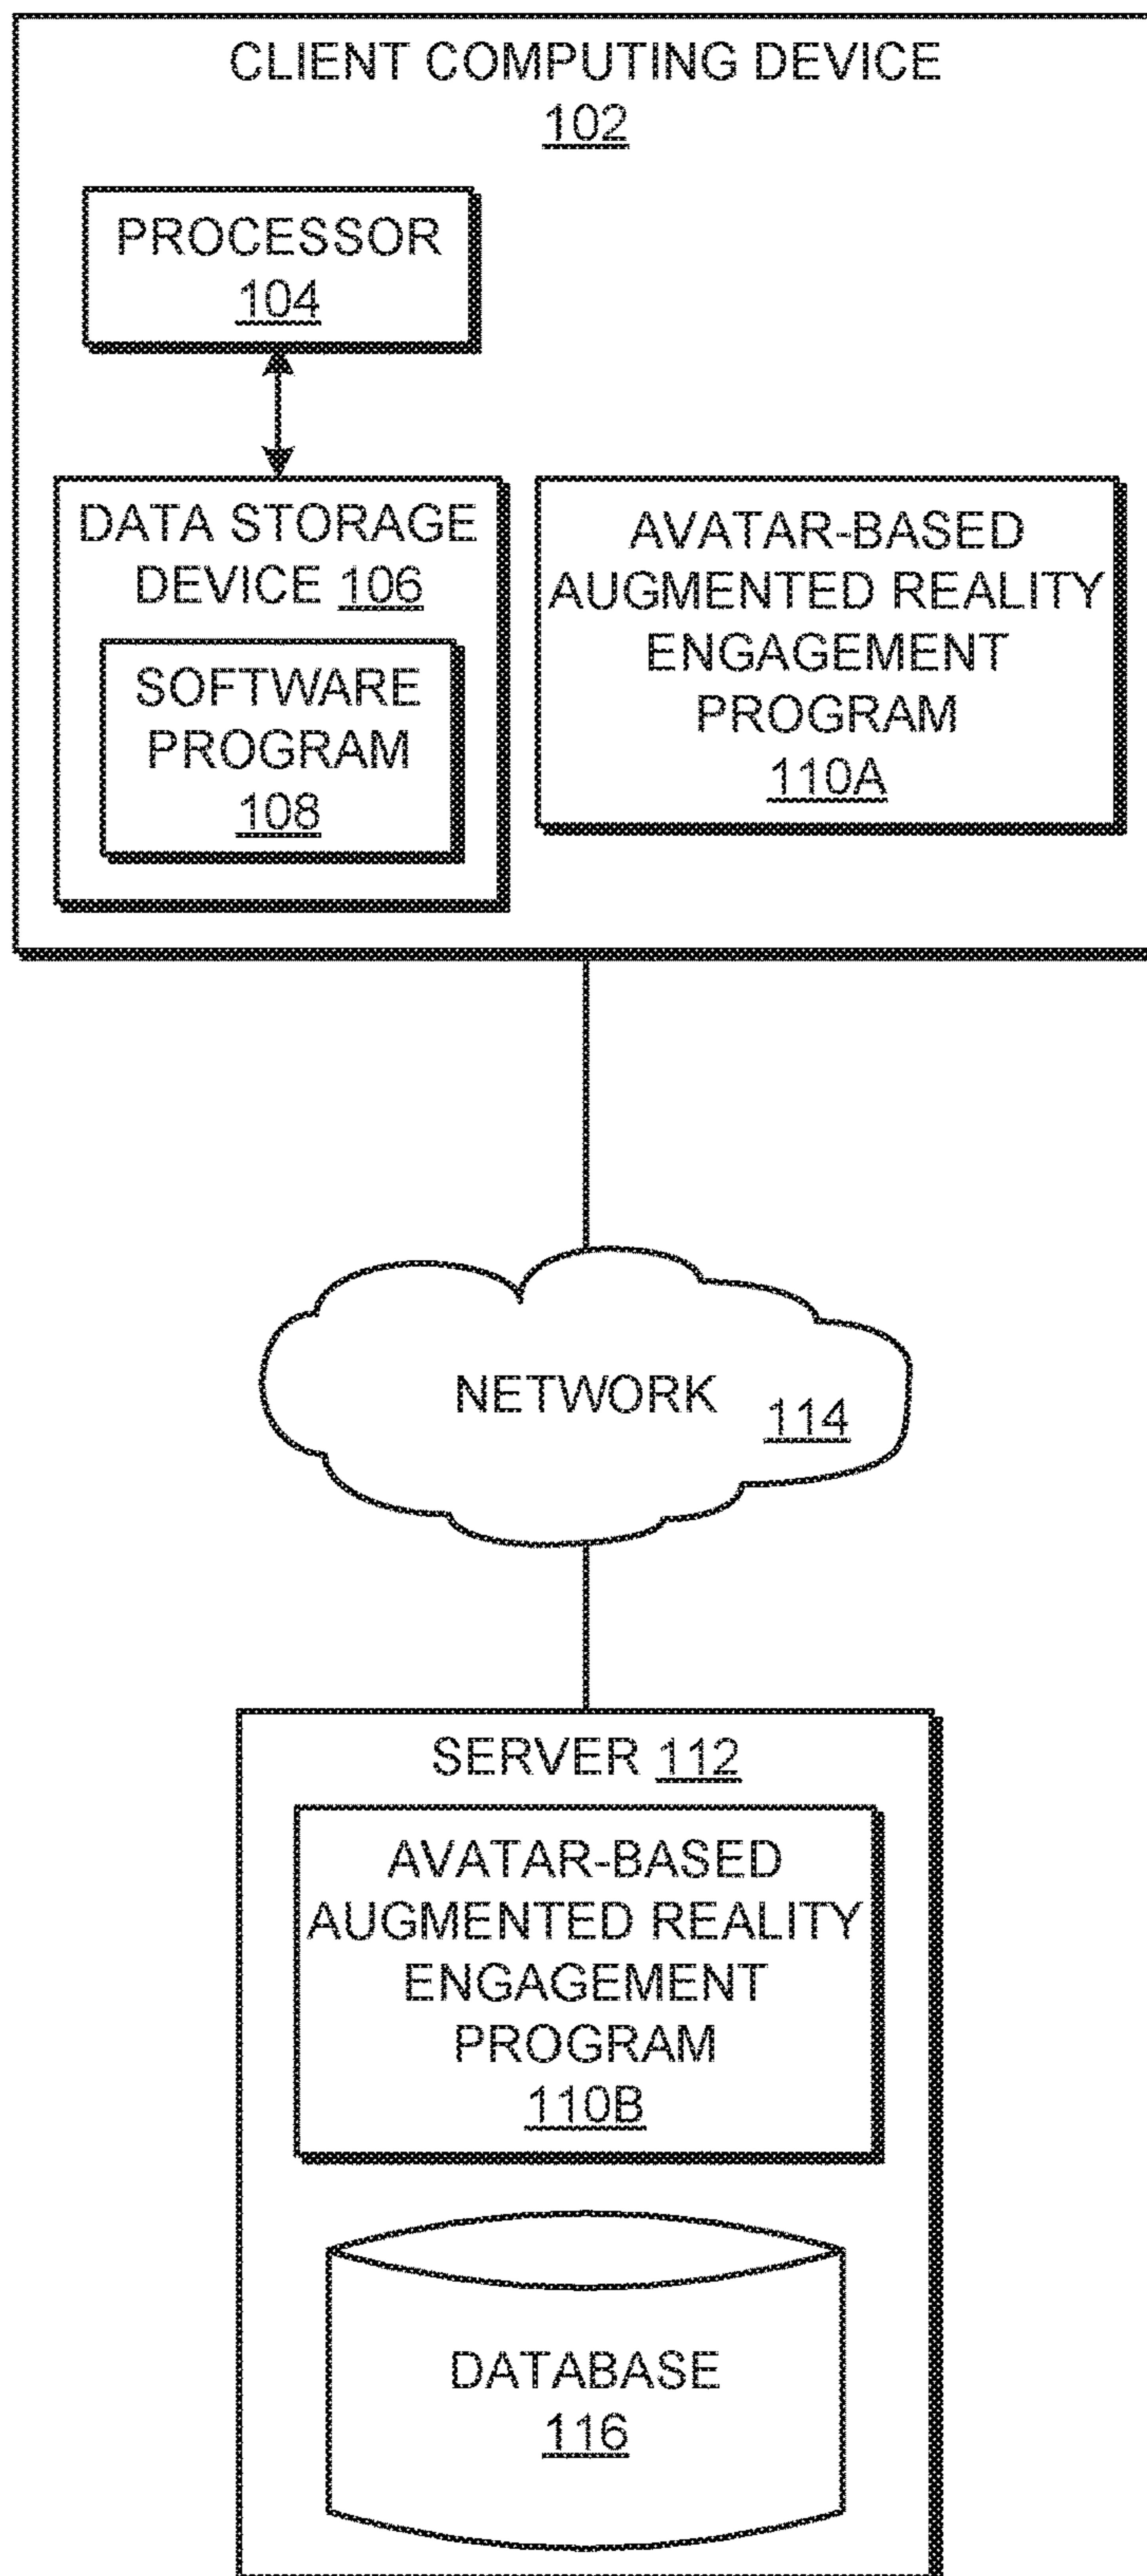 CLIENT COMPUTING DEVICE
102
PROCESSOR
104
DATA STORAGE
DEVICE 106
SOFTWARE
PROGRAM
108
AVATAR-BASED
AUGMENTED REALITY
ENGAGEMENT
PROGRAM
110A
NETWORK 114
SERVER 112
AVATAR-BASED
AUGMENTED REALITY
ENGAGEMENT
PROGRAM
110B
DATABASE
116